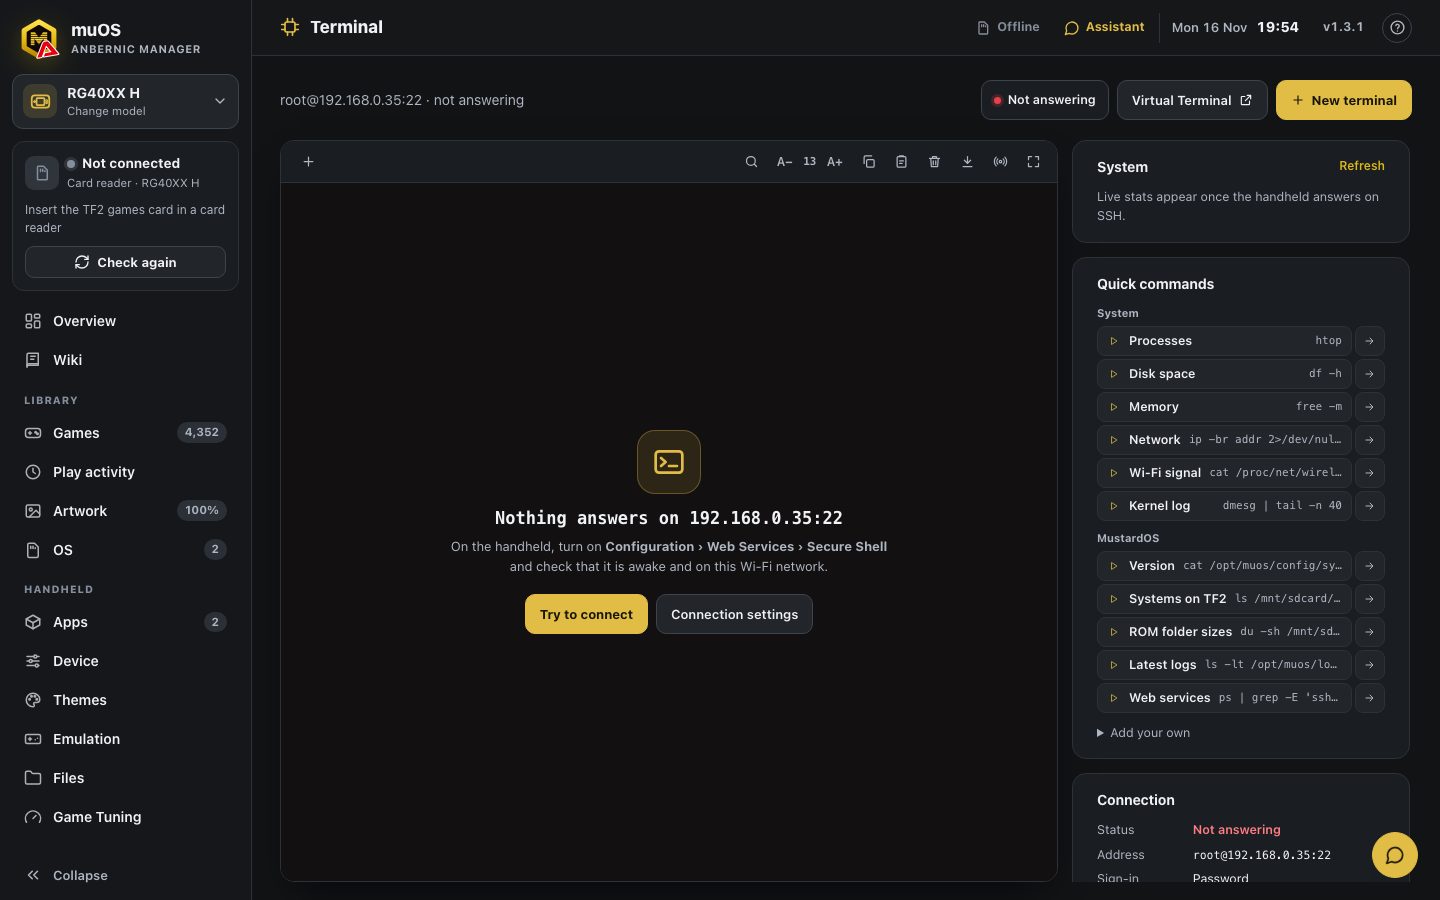 muOS
ANBERNIC MANAGER
RG40XX H
Change model
Not connected
Card reader · RG40XX H
Insert the TF2 games card in a card
reader
Check again
Overview
Wiki
LIBRARY
Games 4,352
Play activity
Artwork 100%
OS 2
HANDHELD
Apps 2
Device
Themes
Emulation
Files
Game Tuning
Collapse
Terminal
Offline
Assistant
Mon 16 Nov 19:54
v1.3.1
root@192.168.0.35:22 · not answering
Not answering
Virtual Terminal
New terminal
A− 13 A+
Nothing answers on 192.168.0.35:22
On the handheld, turn on Configuration › Web Services › Secure Shell
and check that it is awake and on this Wi-Fi network.
Try to connect
Connection settings
System
Refresh
Live stats appear once the handheld answers on
SSH.
Quick commands
System
Processes htop
Disk space df -h
Memory free -m
Network ip -br addr 2>/dev/nul…
Wi-Fi signal cat /proc/net/wirel…
Kernel log dmesg | tail -n 40
MustardOS
Version cat /opt/muos/config/sy…
Systems on TF2 ls /mnt/sdcard/…
ROM folder sizes du -sh /mnt/sd…
Latest logs ls -lt /opt/muos/lo…
Web services ps | grep -E 'ssh…
Add your own
Connection
Status Not answering
Address root@192.168.0.35:22
Sign-in Password